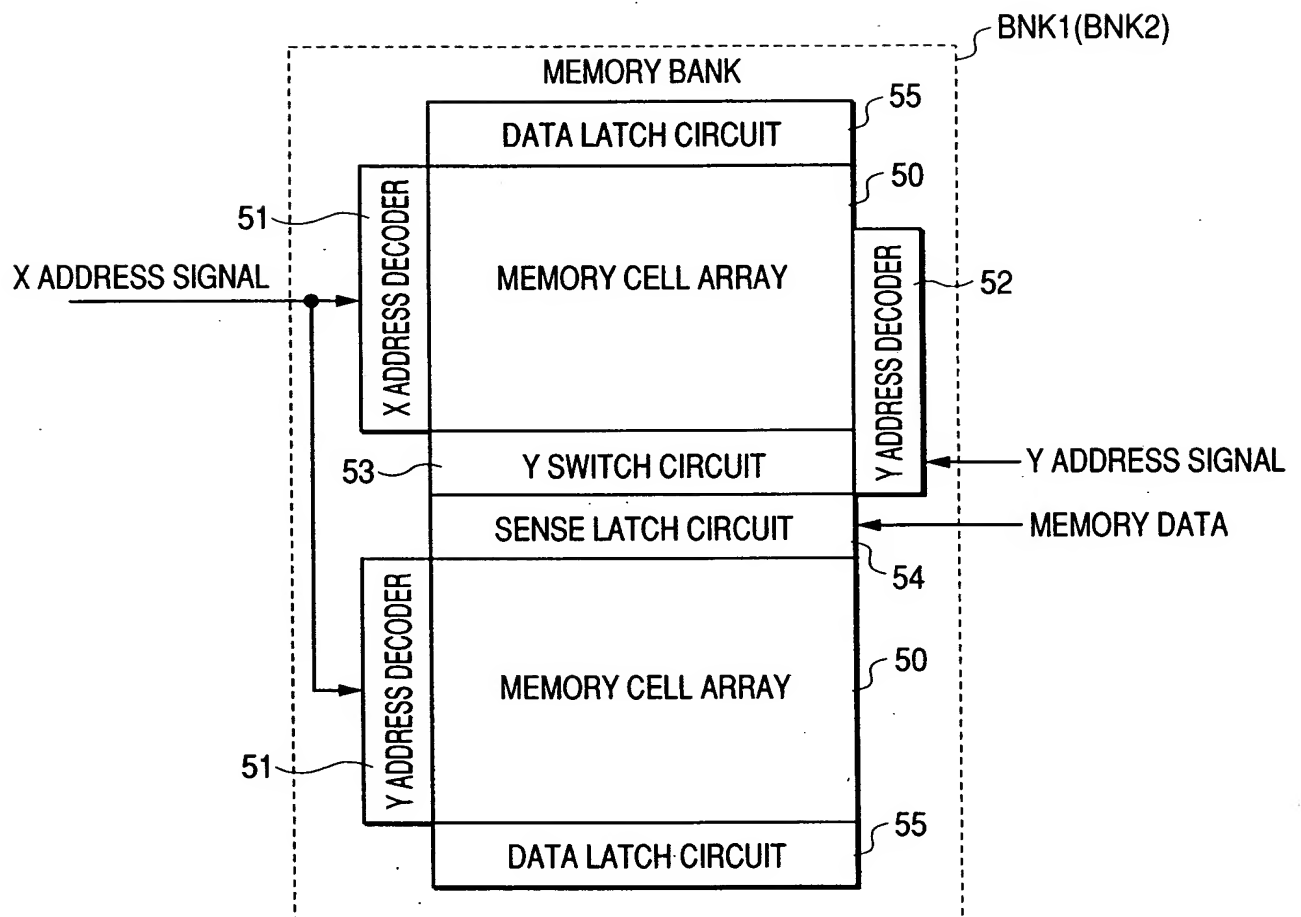 BNK1(BNK2)
MEMORY BANK
55
DATA LATCH CIRCUIT
50
51
X ADDRESS DECODER
X ADDRESS SIGNAL
MEMORY CELL ARRAY
Y ADDRESS DECODER
52
53
Y SWITCH CIRCUIT
Y ADDRESS SIGNAL
SENSE LATCH CIRCUIT
MEMORY DATA
54
Y ADDRESS DECODER
MEMORY CELL ARRAY
50
51
DATA LATCH CIRCUIT
55